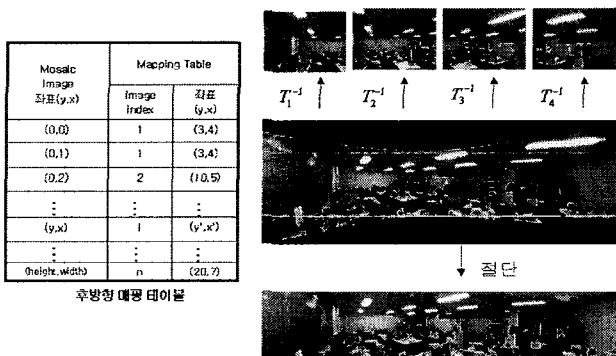 Mosaic Image 좌표(y,x)
Mapping Table
Image Index
좌표 (y,x)
(0,0) 1 (3,4)
(0,1) 1 (3,4)
(0,2) 2 (10,5)
⋮ ⋮ ⋮
(y,x) i (y',x')
⋮ ⋮ ⋮
(height,width) n (20,7)
후방향 매핑 테이블
T₁⁻¹ T₂⁻¹ T₃⁻¹ T₄⁻¹
절단